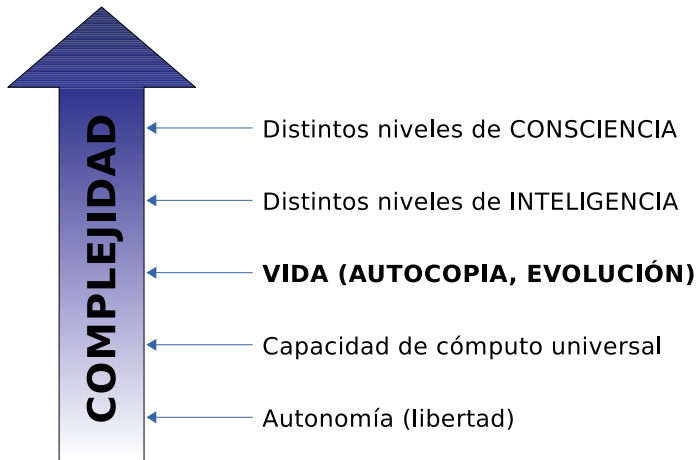 COMPLEJIDAD
Distintos niveles de CONSCIENCIA
Distintos niveles de INTELIGENCIA
VIDA (AUTOCOPIA, EVOLUCIÓN)
Capacidad de cómputo universal
Autonomía (libertad)